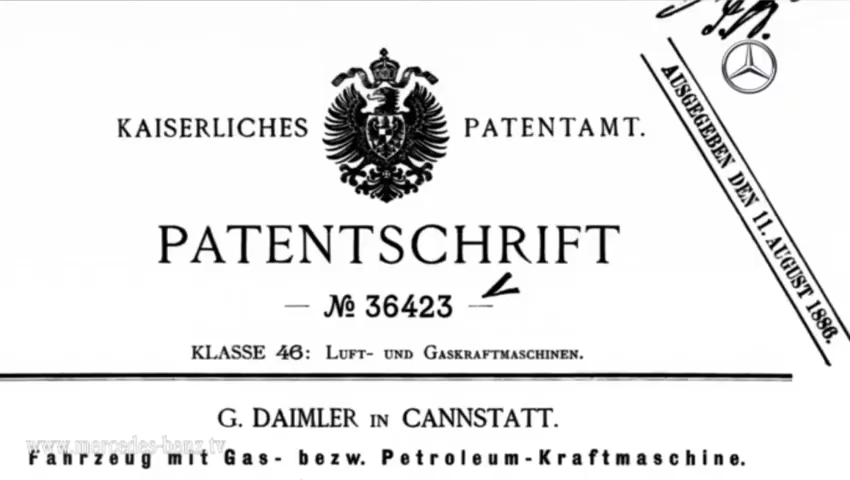 KAISERLICHES PATENTAMT.
PATENTSCHRIFT
— № 36423 —
KLASSE 46: LUFT- UND GASKRAFTMASCHINEN.
AUSGEGEBEN DEN 11. AUGUST 1886.
G. DAIMLER IN CANNSTATT.
www.mercedes-benz.tv
Fahrzeug mit Gas- bezw. Petroleum-Kraftmaschine.